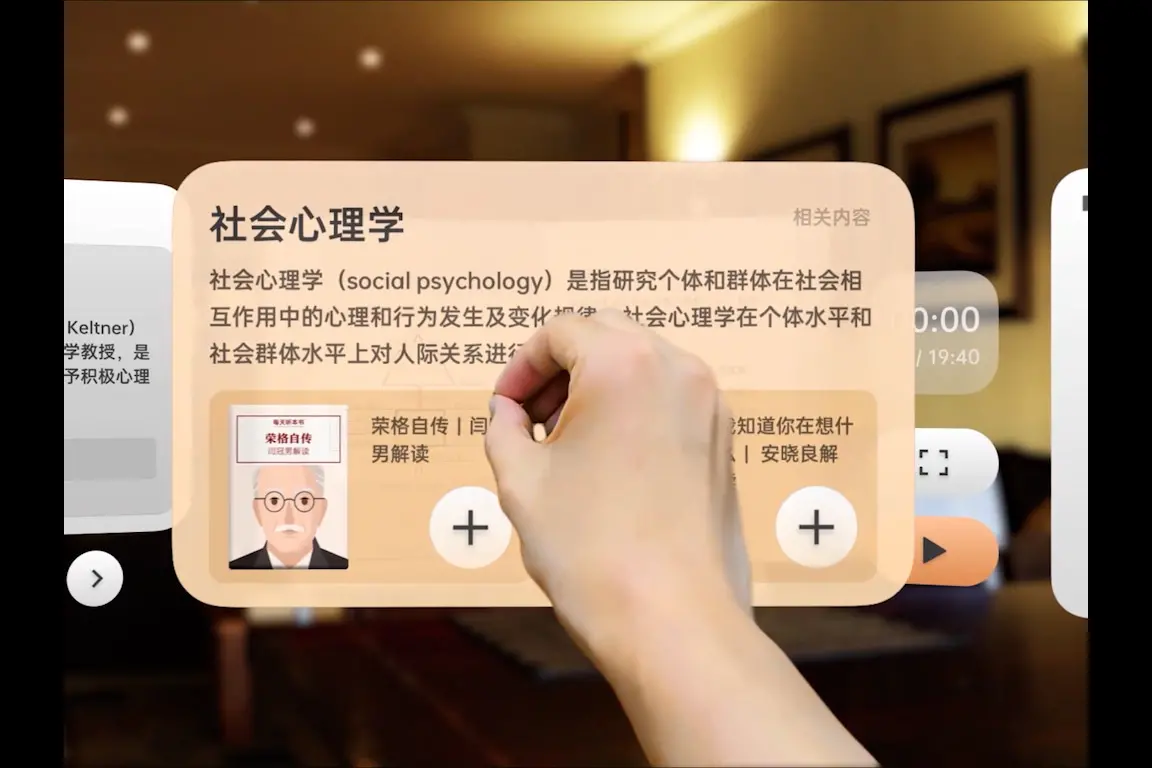 社会心理学
相关内容
社会心理学（social psychology）是指研究个体和群体在社会相
互作用中的心理和行为发生及变化规律 社会心理学在个体水平和
社会群体水平上对人际关系进行
Keltner)
学教授，是
予积极心理
每天听本书
荣格自传
闫冠男解读
荣格自传 | 闫
男解读
知道你在想什
| 安晓良解
0:00
/ 19:40